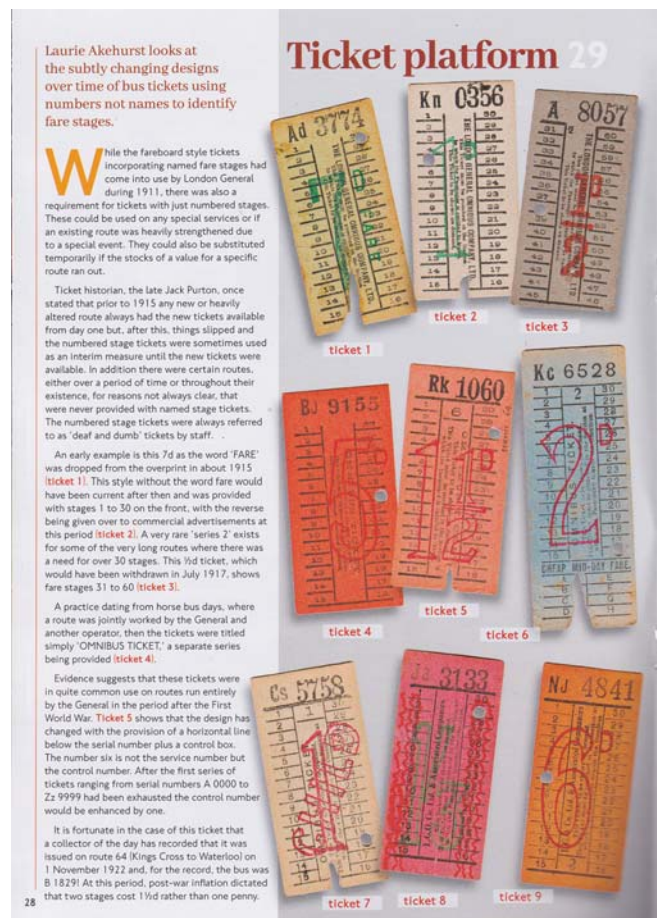 Laurie Akehurst looks at
the subtly changing designs
over time of bus tickets using
numbers not names to identify
fare stages.
While the fareboard style tickets
incorporating named fare stages had
come into use by London General
during 1911, there was also a
requirement for tickets with just numbered stages.
These could be used on any special services or if
an existing route was heavily strengthened due
to a special event. They could also be substituted
temporarily if the stocks of a value for a specific
route ran out.
Ticket historian, the late Jack Purton, once
stated that prior to 1915 any new or heavily
altered route always had the new tickets available
from day one but, after this, things slipped and
the numbered stage tickets were sometimes used
as an interim measure until the new tickets were
available. In addition there were certain routes,
either over a period of time or throughout their
existence, for reasons not always clear, that
were never provided with named stage tickets.
The numbered stage tickets were always referred
to as 'deaf and dumb' tickets by staff.
An early example is this 7d as the word 'FARE'
was dropped from the overprint in about 1915
(ticket 1). This style without the word fare would
have been current after then and was provided
with stages 1 to 30 on the front, with the reverse
being given over to commercial advertisements at
this period (ticket 2). A very rare 'series 2' exists
for some of the very long routes where there was
a need for over 30 stages. This ½d ticket, which
would have been withdrawn in July 1917, shows
fare stages 31 to 60 (ticket 3).
A practice dating from horse bus days, where
a route was jointly worked by the General and
another operator, then the tickets were titled
simply 'OMNIBUS TICKET,' a separate series
being provided (ticket 4).
Evidence suggests that these tickets were
in quite common use on routes run entirely
by the General in the period after the First
World War. Ticket 5 shows that the design has
changed with the provision of a horizontal line
below the serial number plus a control box.
The number six is not the service number but
the control number. After the first series of
tickets ranging from serial numbers A 0000 to
Zz 9999 had been exhausted the control number
would be enhanced by one.
It is fortunate in the case of this ticket that
a collector of the day has recorded that it was
issued on route 64 (Kings Cross to Waterloo) on
1 November 1922 and, for the record, the bus was
B 1829! At this period, post-war inflation dictated
that two stages cost 1½d rather than one penny.
28
Ticket platform 29
Ad 3774
THE LONDON GENERAL OMNIBUS COMPANY, LTD.
ticket 1
Kn 0356
THE LONDON GENERAL OMNIBUS COMPANY LTD
ticket 2
A 8057
ticket 3
BJ 9155
ticket 4
Rk 1060
6
ticket 5
Kc 6528
2
2D
CHEAP MID-DAY FARE
ticket 6
Cs 5758
1
ticket 7
3133
ticket 8
NJ 4841
ticket 9